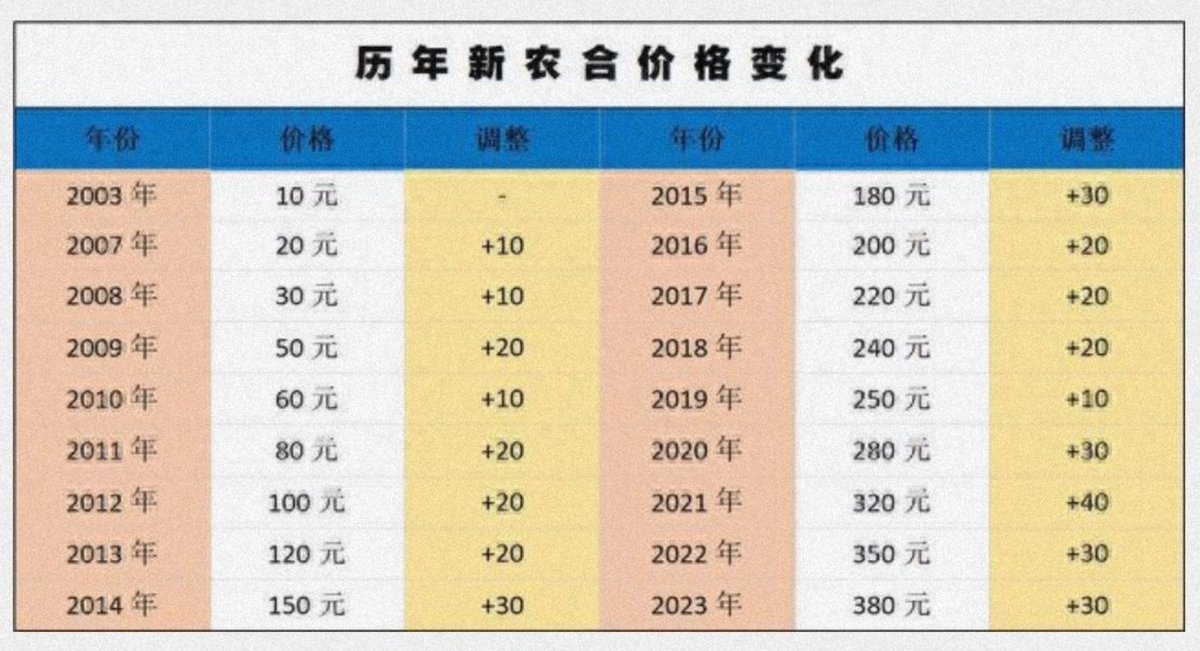 历年新农合价格变化
年份 价格 调整 年份 价格 调整
2003 年 10 元 - 2015 年 180 元 +30
2007 年 20 元 +10 2016 年 200 元 +20
2008 年 30 元 +10 2017 年 220 元 +20
2009 年 50 元 +20 2018 年 240 元 +20
2010 年 60 元 +10 2019 年 250 元 +10
2011 年 80 元 +20 2020 年 280 元 +30
2012 年 100 元 +20 2021 年 320 元 +40
2013 年 120 元 +20 2022 年 350 元 +30
2014 年 150 元 +30 2023 年 380 元 +30